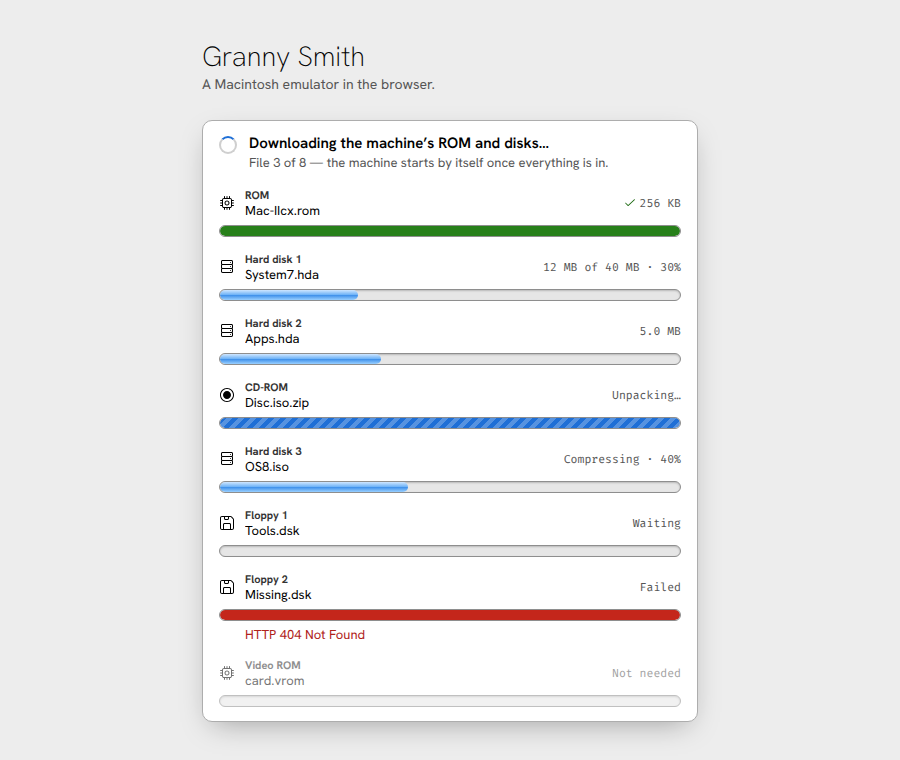 Granny Smith
A Macintosh emulator in the browser.
Downloading the machine’s ROM and disks…
File 3 of 8 — the machine starts by itself once everything is in.
ROM
Mac-IIcx.rom
✓ 256 KB
Hard disk 1
System7.hda
12 MB of 40 MB · 30%
Hard disk 2
Apps.hda
5.0 MB
CD-ROM
Disc.iso.zip
Unpacking…
Hard disk 3
OS8.iso
Compressing · 40%
Floppy 1
Tools.dsk
Waiting
Floppy 2
Missing.dsk
Failed
HTTP 404 Not Found
Video ROM
card.vrom
Not needed